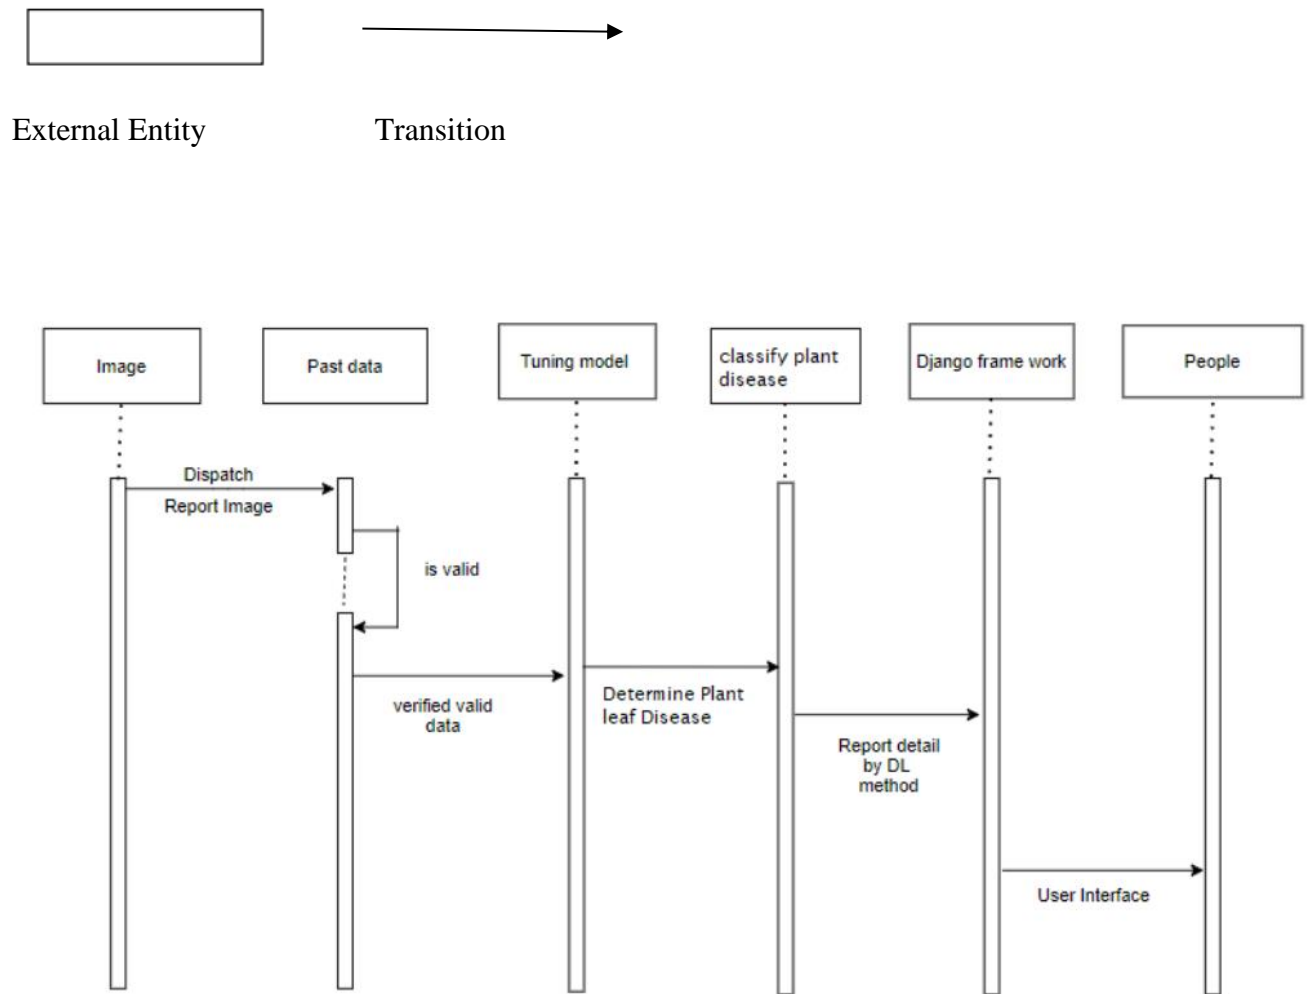 External Entity
Transition
Image
Past data
Tuning model
classify plant
disease
Django frame work
People
Dispatch
Report Image
is valid
verified valid
data
Determine Plant
leaf Disease
Report detail
by DL
method
User Interface